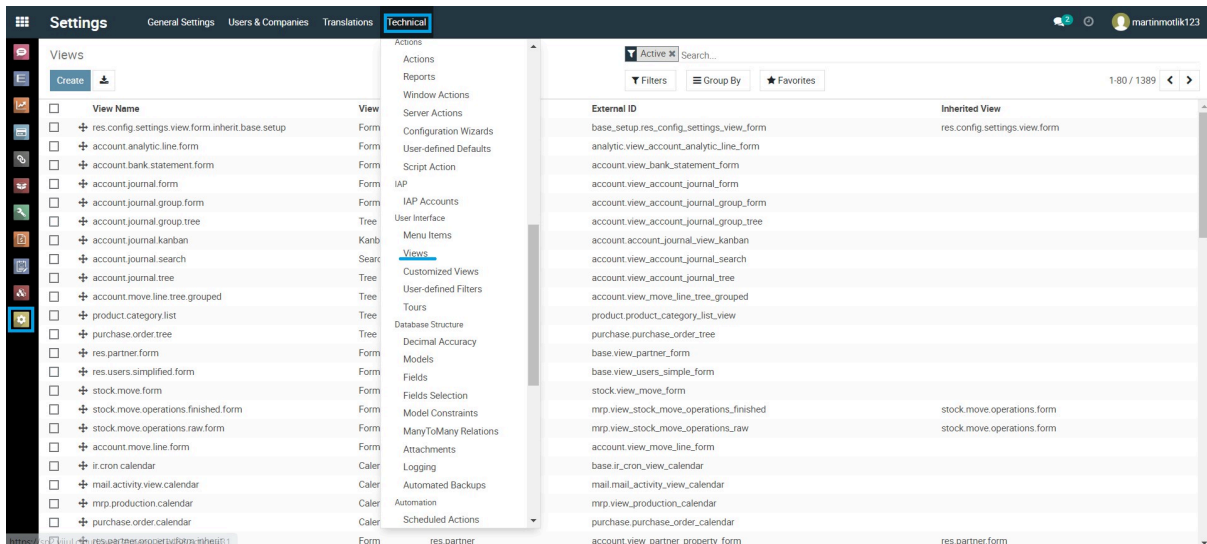 Settings General Settings Users & Companies Translations Technical 2 martinmotlik123
Views Active Search...
Create Filters Group By Favorites 1-80 / 1389
View Name View External ID Inherited View
res.config.settings.view.form.inherit.base.setup Form base_setup.res_config_settings_view_form res.config.settings.view.form
account.analytic.line.form Form analytic.view_account_analytic_line_form
account.bank.statement.form Form account.view_bank_statement_form
account.journal.form Form account.view_account_journal_form
account.journal.group.form Form account.view_account_journal_group_form
account.journal.group.tree Tree account.view_account_journal_group_tree
account.journal.kanban Kanb account.account_journal_view_kanban
account.journal.search Searc account.view_account_journal_search
account.journal.tree Tree account.view_account_journal_tree
account.move.line.tree.grouped Tree account.view_move_line_tree_grouped
product.category.list Tree product.product_category_list_view
purchase.order.tree Tree purchase.purchase_order_tree
res.partner.form Form base.view_partner_form
res.users.simplified.form Form base.view_users_simple_form
stock.move.form Form stock.view_move_form
stock.move.operations.finished.form Form mrp.view_stock_move_operations_finished stock.move.operations.form
stock.move.operations.raw.form Form mrp.view_stock_move_operations_raw stock.move.operations.form
account.move.line.form Form account.view_move_line_form
ir.cron calendar Caler base.ir_cron_view_calendar
mail.activity.view.calendar Caler mail.mail_activity_view_calendar
mrp.production.calendar Caler mrp.view_production_calendar
purchase.order.calendar Caler purchase.purchase_order_calendar
Form res.partner account.view_partner_property_form res.partner.form
Actions
Actions
Reports
Window Actions
Server Actions
Configuration Wizards
User-defined Defaults
Script Action
IAP
IAP Accounts
User Interface
Menu Items
Views
Customized Views
User-defined Filters
Tours
Database Structure
Decimal Accuracy
Models
Fields
Fields Selection
Model Constraints
ManyToMany Relations
Attachments
Logging
Automated Backups
Automation
Scheduled Actions